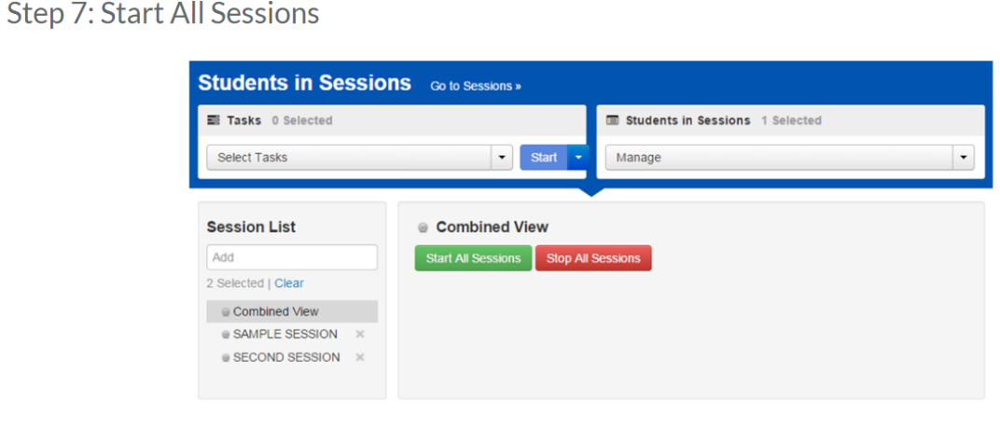 Step 7: Start All Sessions
Students in Sessions Go to Sessions »
Tasks 0 Selected
Students in Sessions 1 Selected
Select Tasks
Start
Manage
Session List
Add
2 Selected | Clear
Combined View
SAMPLE SESSION ×
SECOND SESSION ×
Combined View
Start All Sessions Stop All Sessions